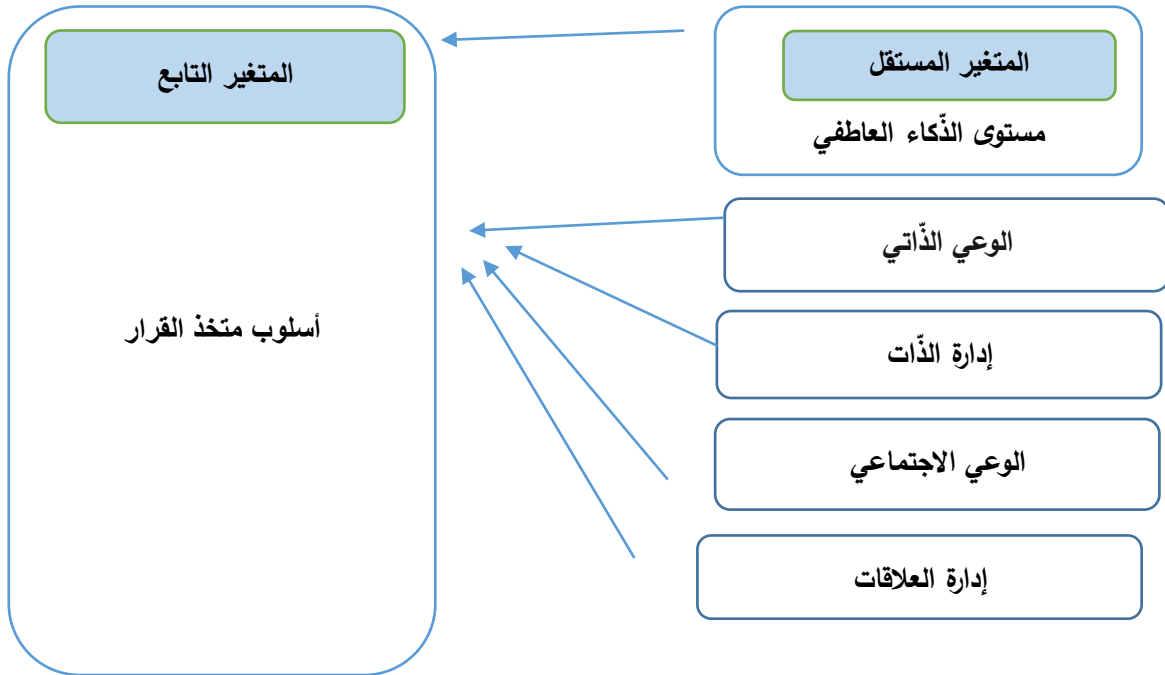 المتغير المستقل
مستوى الذّكاء العاطفي
المتغير التابع
الوعي الذّاتي
إدارة الذّات
أسلوب متخذ القرار
الوعي الاجتماعي
إدارة العلاقات